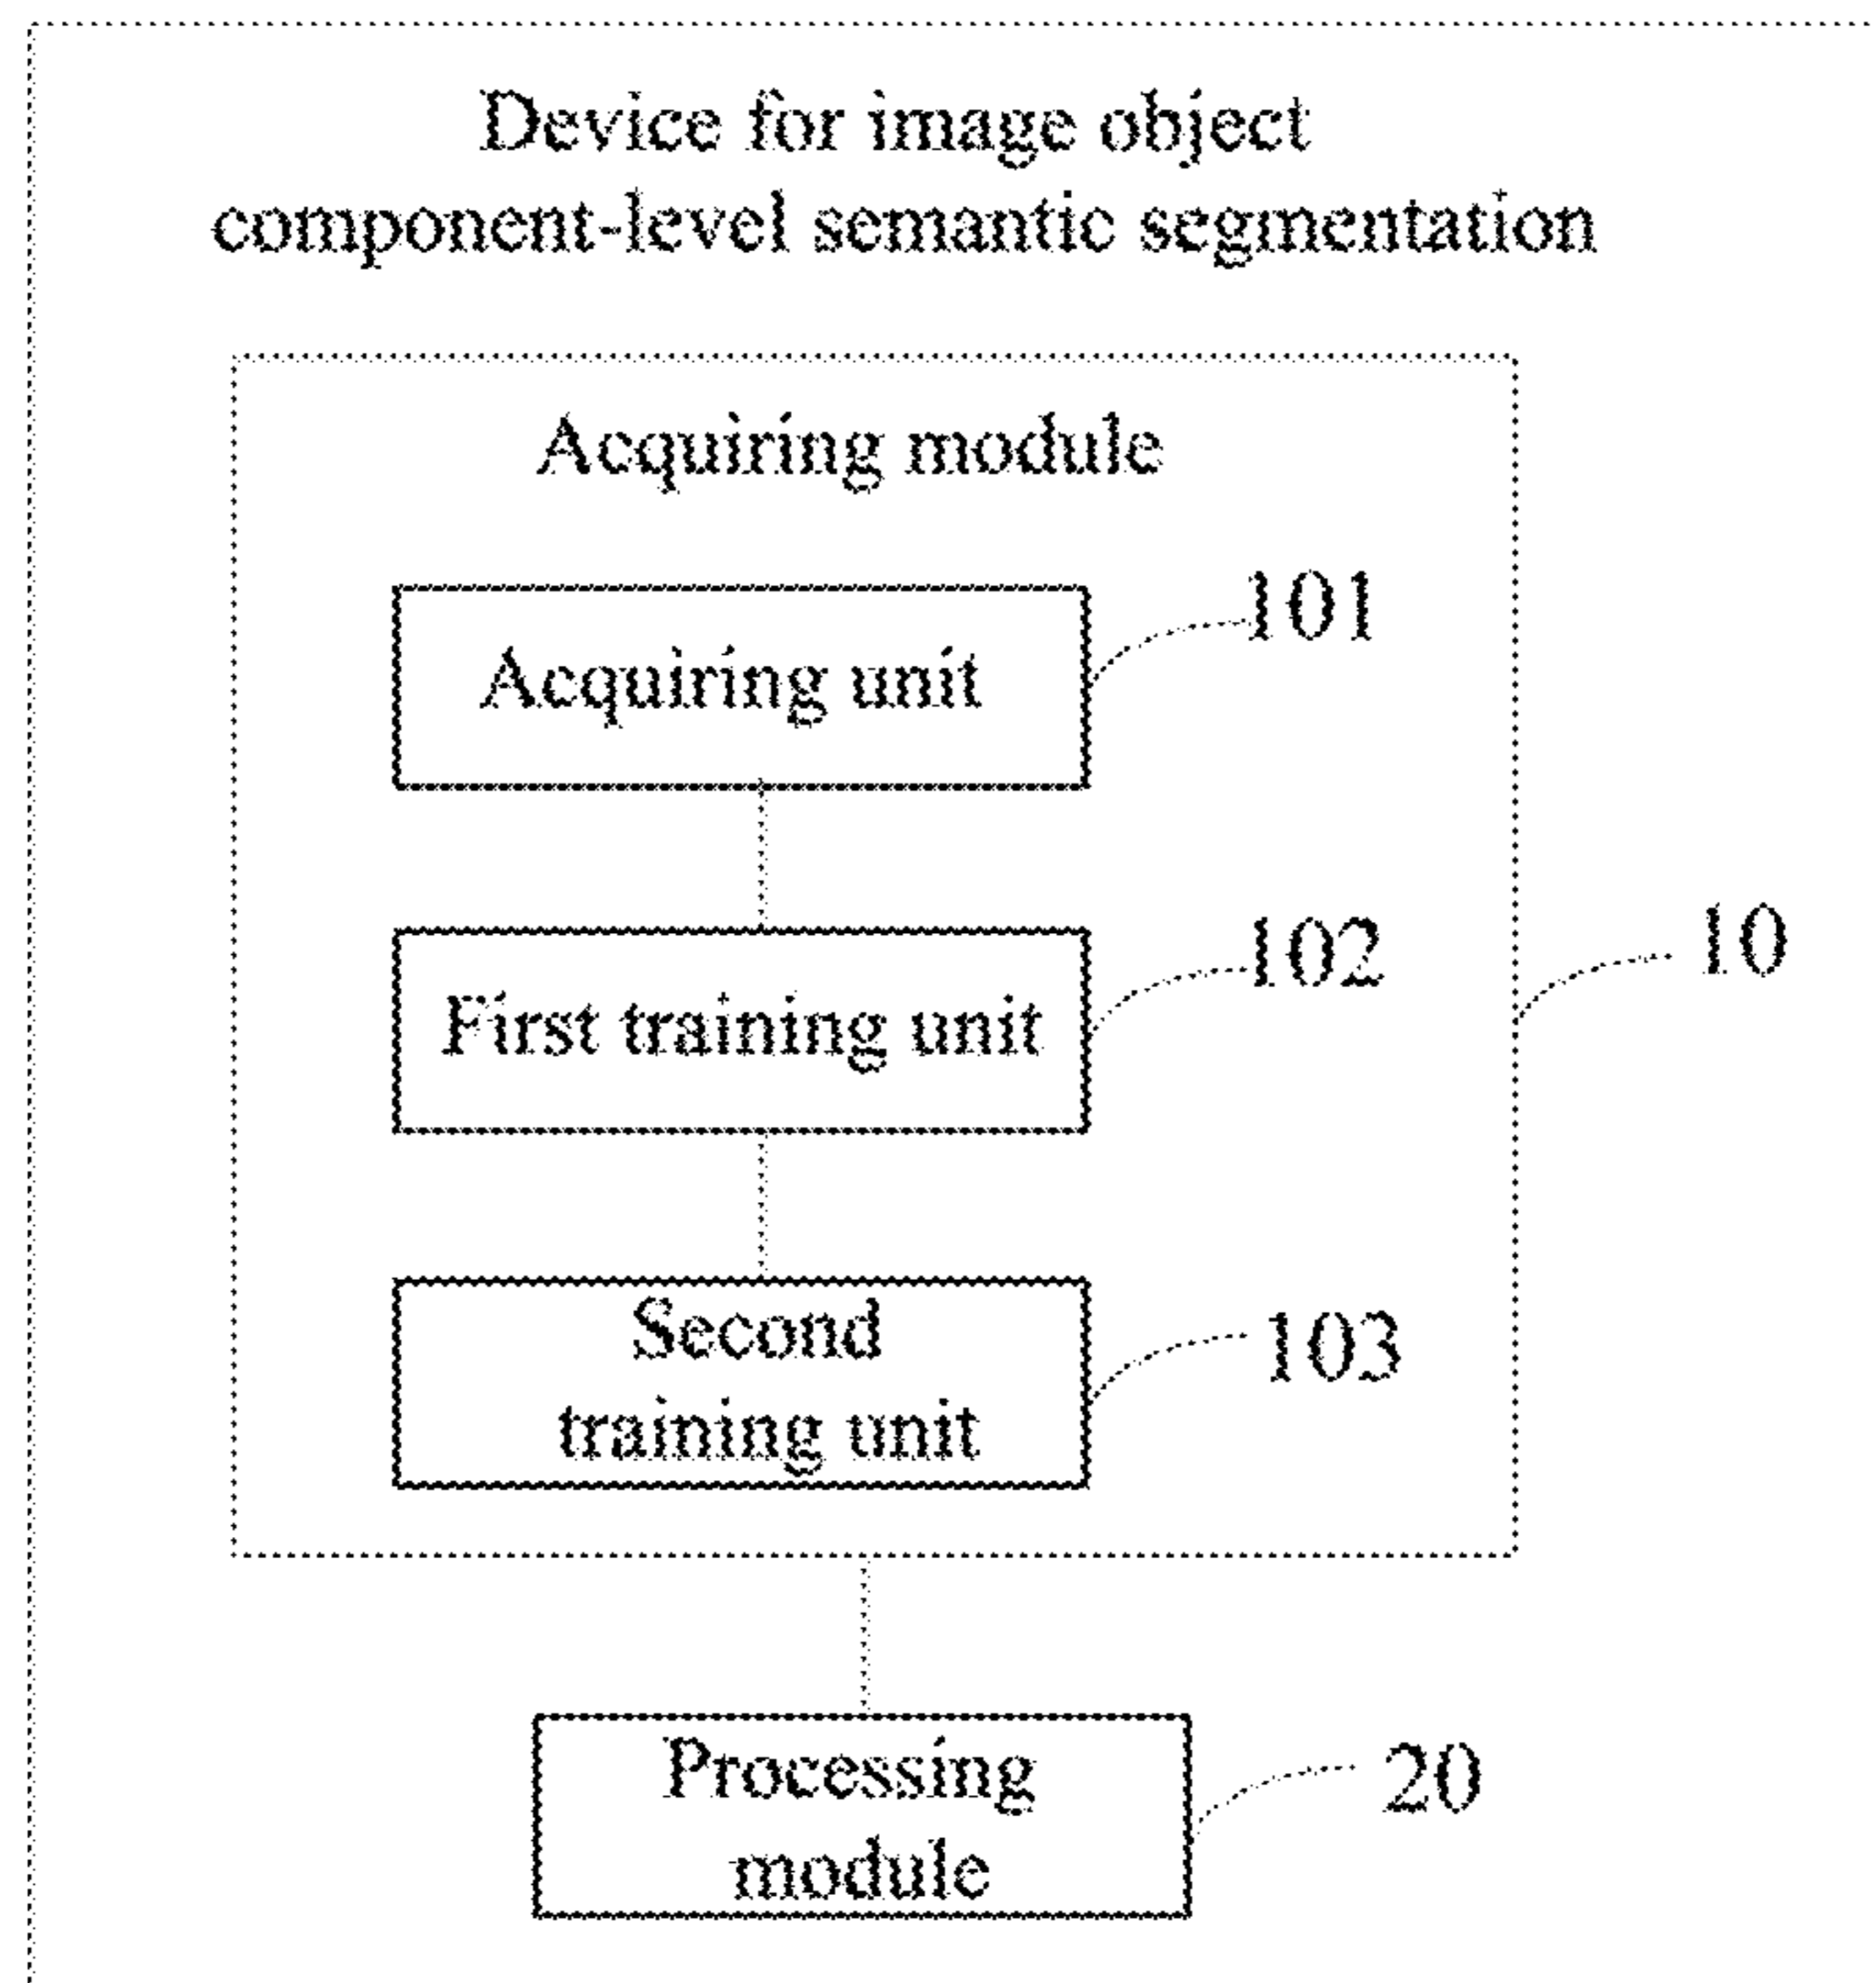 Device for image object
component-level semantic segmentation
Acquiring module
101
Acquiring unit
102
First training unit
10
Second
training unit
103
Processing
module
20